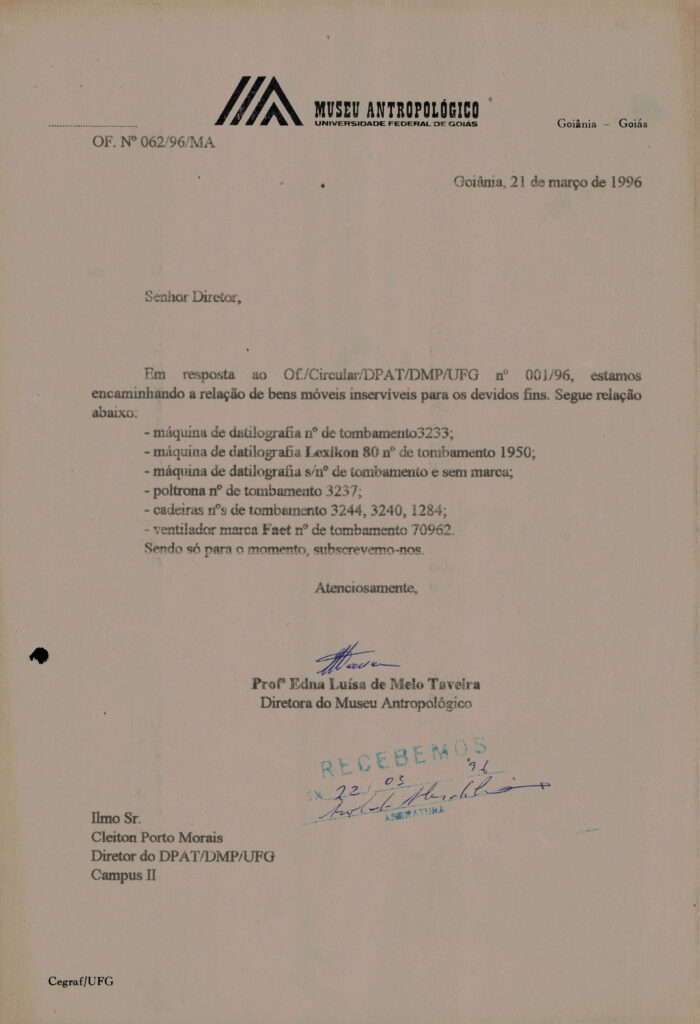 MUSEU ANTROPOLÓGICO
UNIVERSIDADE FEDERAL DE GOIÁS
Goiânia - Goiás
OF. Nº 062/96/MA
Goiânia, 21 de março de 1996
Senhor Diretor,
Em resposta ao Of./Circular/DPAT/DMP/UFG nº 001/96, estamos
encaminhando a relação de bens móveis inservíveis para os devidos fins. Segue relação
abaixo:
- máquina de datilografia nº de tombamento3233;
- máquina de datilografia Lexikon 80 nº de tombamento 1950;
- máquina de datilografia s/nº de tombamento e sem marca;
- poltrona nº de tombamento 3237;
- cadeiras nºs de tombamento 3244, 3240, 1284;
- ventilador marca Faet nº de tombamento 70962.
Sendo só para o momento, subscrevemo-nos.
Atenciosamente,
Profª Edna Luísa de Melo Taveira
Diretora do Museu Antropológico
RECEBEMOS
22 / 03 96
ASSINATURA
Ilmo Sr.
Cleiton Porto Morais
Diretor do DPAT/DMP/UFG
Campus II
Cegraf/UFG